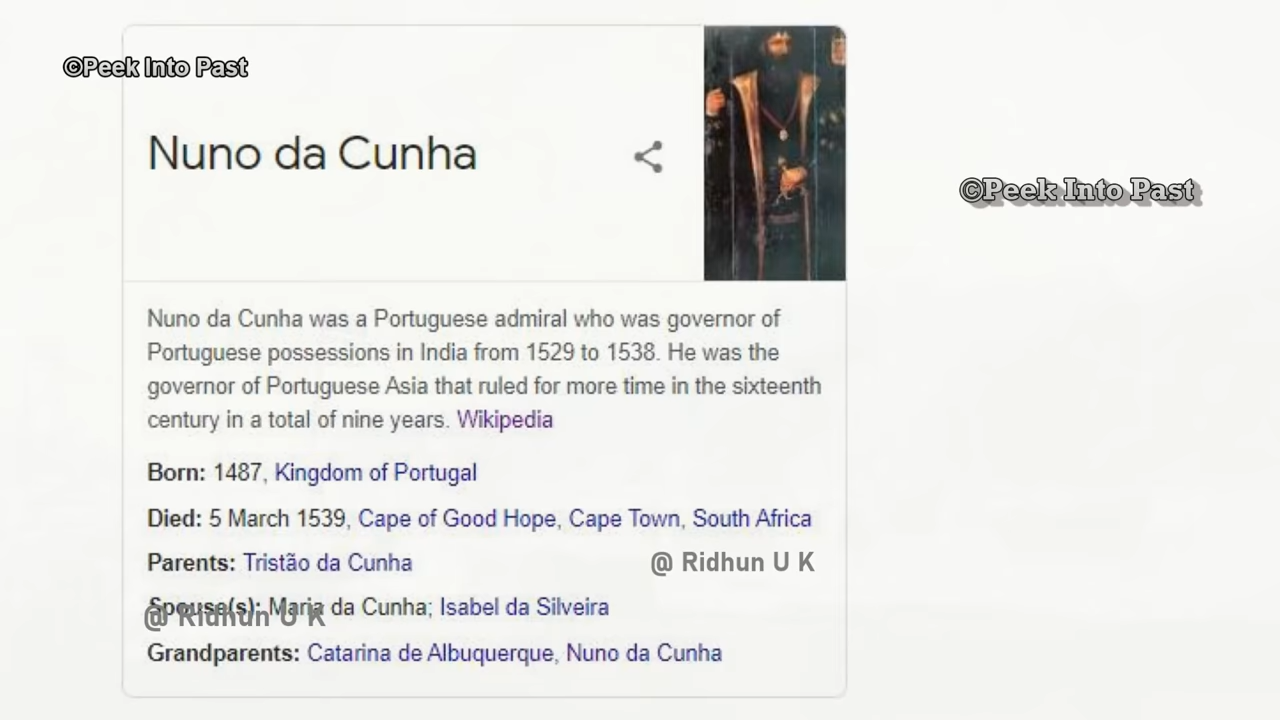 ©Peek Into Past
Nuno da Cunha
©Peek Into Past
Nuno da Cunha was a Portuguese admiral who was governor of
Portuguese possessions in India from 1529 to 1538. He was the
governor of Portuguese Asia that ruled for more time in the sixteenth
century in a total of nine years. Wikipedia
Born: 1487, Kingdom of Portugal
Died: 5 March 1539, Cape of Good Hope, Cape Town, South Africa
Parents: Tristão da Cunha
@ Ridhun U K
Spouse(s): Maria da Cunha; Isabel da Silveira
@ Ridhun U K
Grandparents: Catarina de Albuquerque, Nuno da Cunha